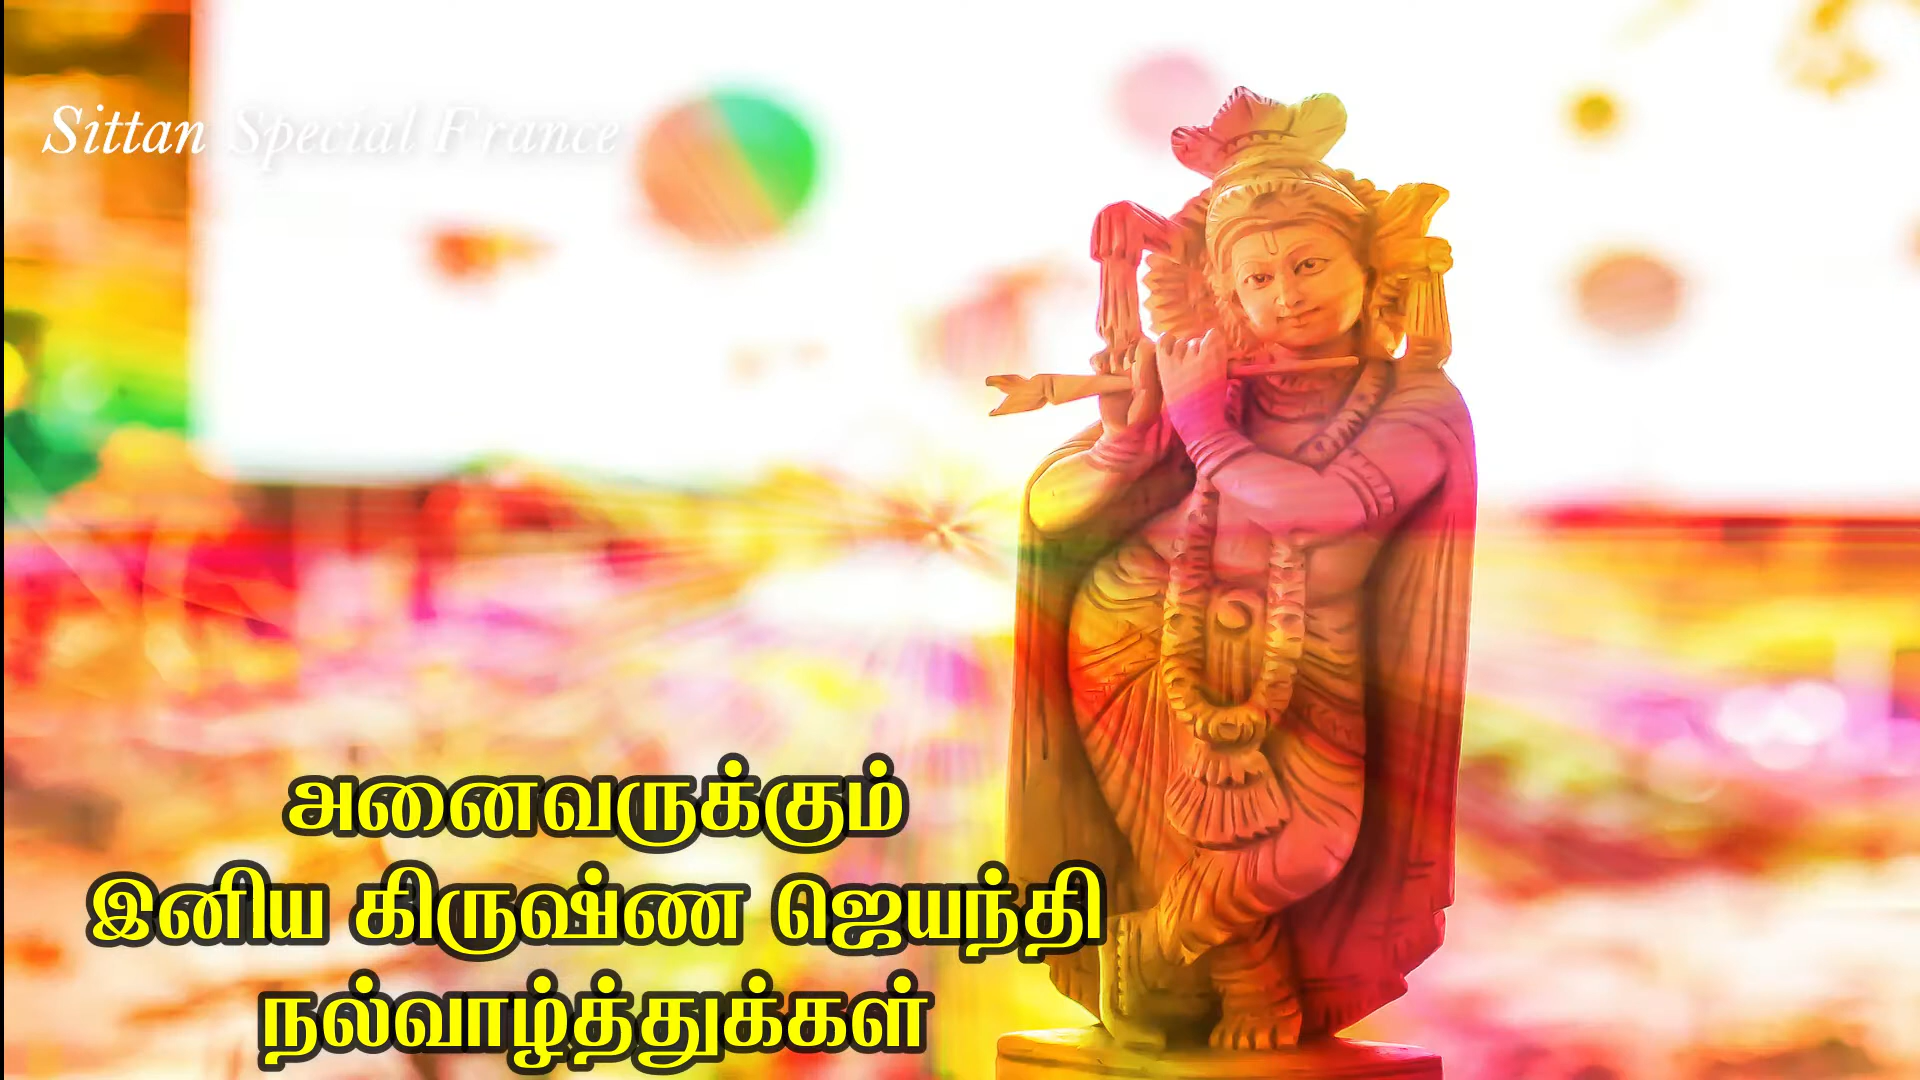 Sittan Special France
அனைவருக்கும்
இனிய கிருஷ்ண ஜெயந்தி
நல்வாழ்த்துக்கள்